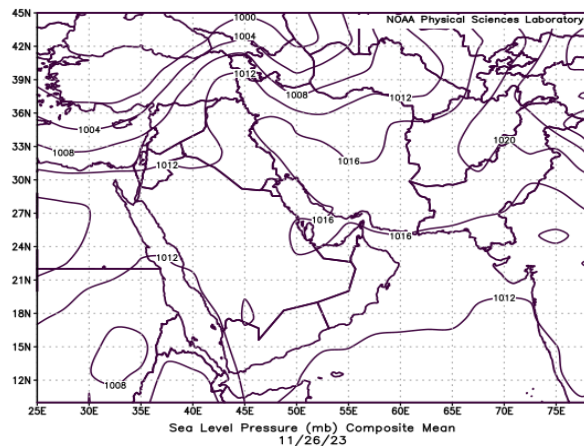 NOAA Physical Sciences Laboratory
45N
42N
39N
36N
33N
30N
27N
24N
21N
18N
15N
12N
1000
1004
1012
1008
1012
1004
1008
1012
1016
1020
1016
1016
1012
1012
1008
25E 30E 35E 40E 45E 50E 55E 60E 65E 70E 75E
Sea Level Pressure (mb) Composite Mean
11/26/23